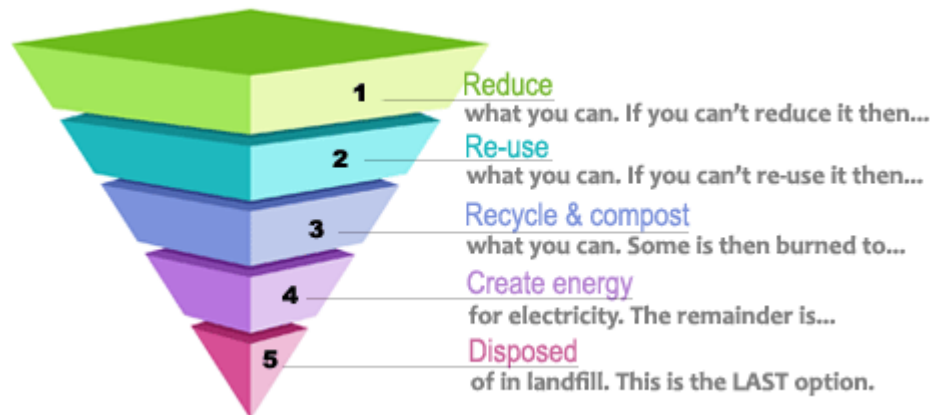 1 Reduce
what you can. If you can't reduce it then...
2 Re-use
what you can. If you can't re-use it then...
3 Recycle & compost
what you can. Some is then burned to...
4 Create energy
for electricity. The remainder is...
5 Disposed
of in landfill. This is the LAST option.